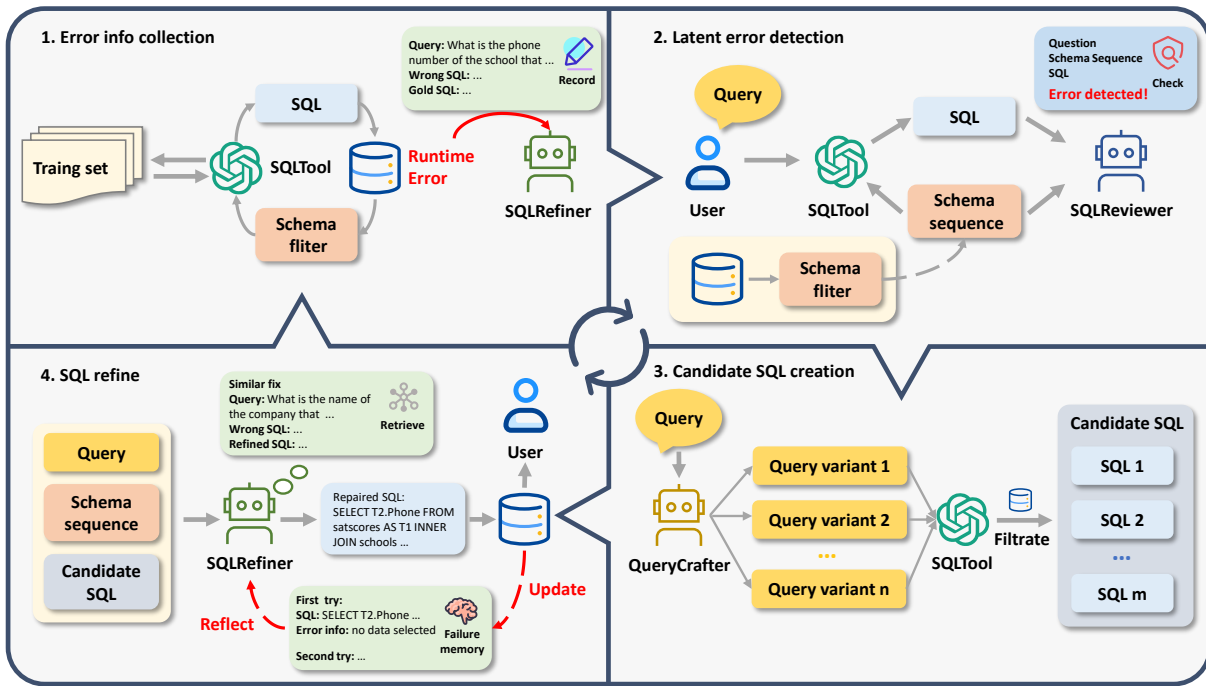 1. Error info collection
Query: What is the phone
number of the school that ...
Wrong SQL: ...
Gold SQL: ...
Record
SQL
Traing set
SQLTool
Runtime
Error
SQLRefiner
Schema
fliter
2. Latent error detection
Question
Schema Sequence
SQL
Error detected!
Check
Query
SQL
User
SQLTool
Schema
sequence
SQLReviewer
Schema
fliter
4. SQL refine
Similar fix
Query: What is the name of
the company that ...
Wrong SQL: ...
Refined SQL: ...
Retrieve
User
Query
Schema
sequence
Candidate
SQL
SQLRefiner
Repaired SQL:
SELECT T2.Phone FROM
satscores AS T1 INNER
JOIN schools ...
Reflect
Update
First try:
SQL: SELECT T2.Phone ...
Error info: no data selected
Second try: ...
Failure
memory
3. Candidate SQL creation
Query
QueryCrafter
Query variant 1
Query variant 2
...
Query variant n
SQLTool
Filtrate
Candidate SQL
SQL 1
SQL 2
...
SQL m